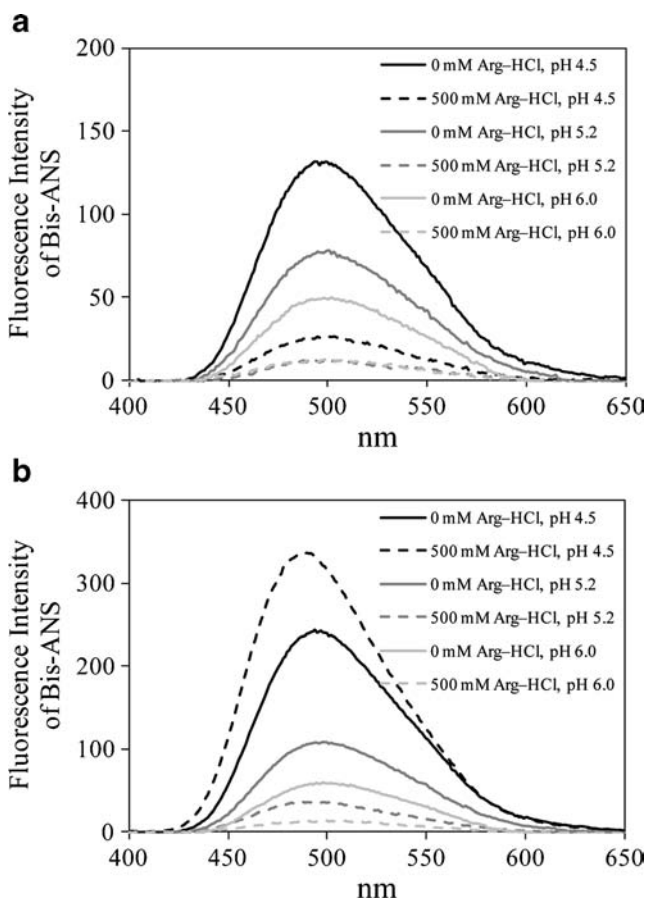 a
200
150
100
50
0
Fluorescence Intensity
of Bis-ANS
0 mM Arg–HCl, pH 4.5
500 mM Arg–HCl, pH 4.5
0 mM Arg–HCl, pH 5.2
500 mM Arg–HCl, pH 5.2
0 mM Arg–HCl, pH 6.0
500 mM Arg–HCl, pH 6.0
400 450 500 550 600 650
nm
b
400
300
200
100
0
Fluorescence Intensity
of Bis-ANS
0 mM Arg–HCl, pH 4.5
500 mM Arg–HCl, pH 4.5
0 mM Arg–HCl, pH 5.2
500 mM Arg–HCl, pH 5.2
0 mM Arg–HCl, pH 6.0
500 mM Arg–HCl, pH 6.0
400 450 500 550 600 650
nm